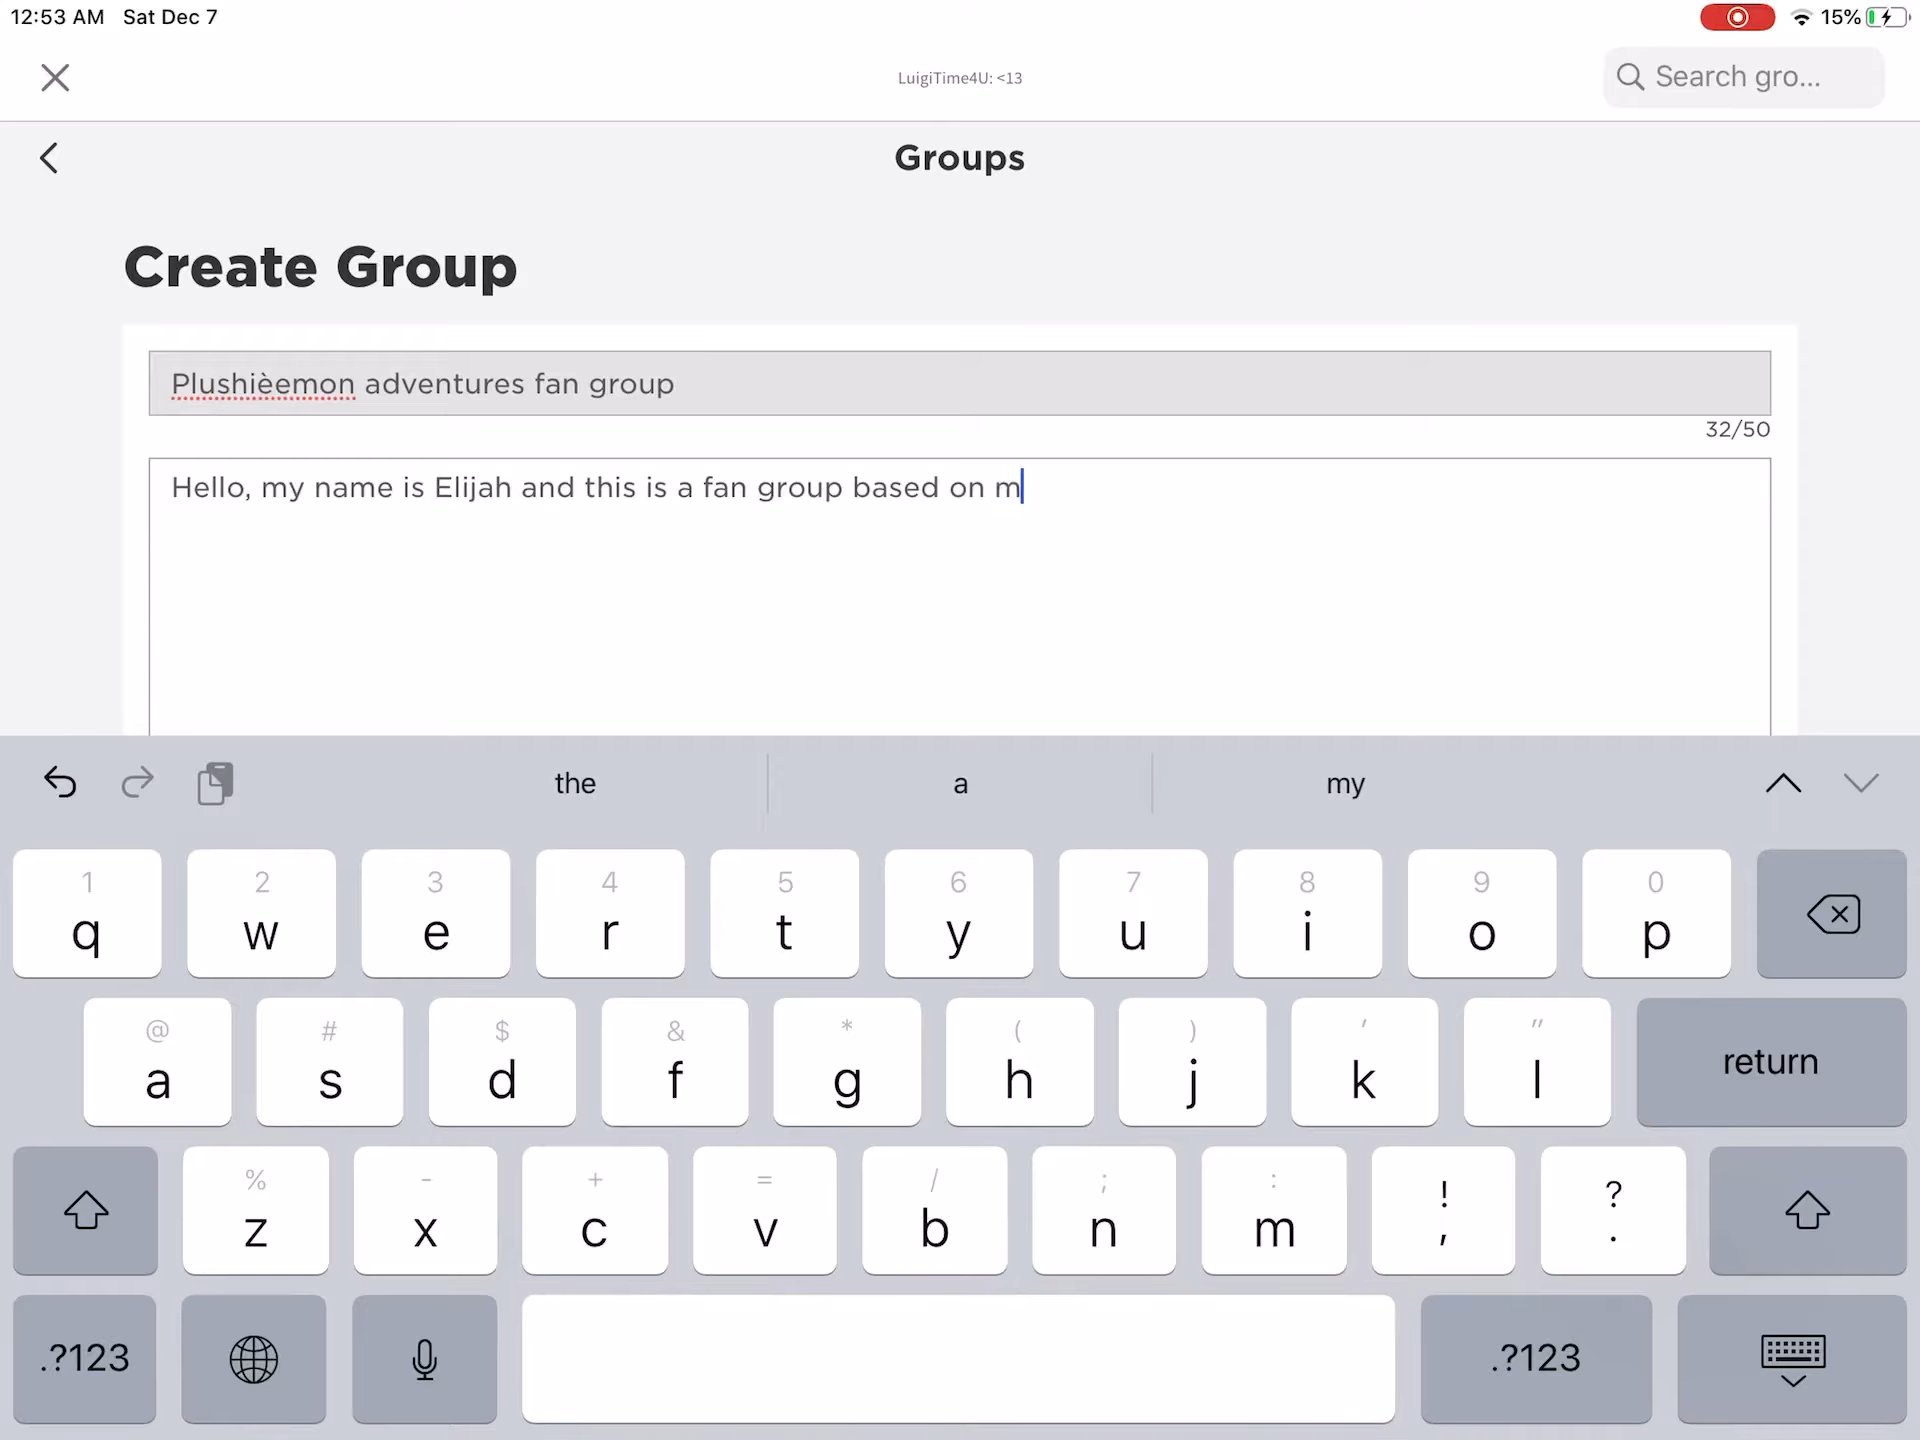 12:53 AM Sat Dec 7
15%
LuigiTime4U: <13
Search gro...
Groups
Create Group
Plushièemon adventures fan group
32/50
Hello, my name is Elijah and this is a fan group based on m
the a my
1 2 3 4 5 6 7 8 9 0
q w e r t y u i o p
@ # $ & * ( ) ' "
a s d f g h j k l return
% - + = / ; : ! ?
z x c v b n m , .
.?123 .?123